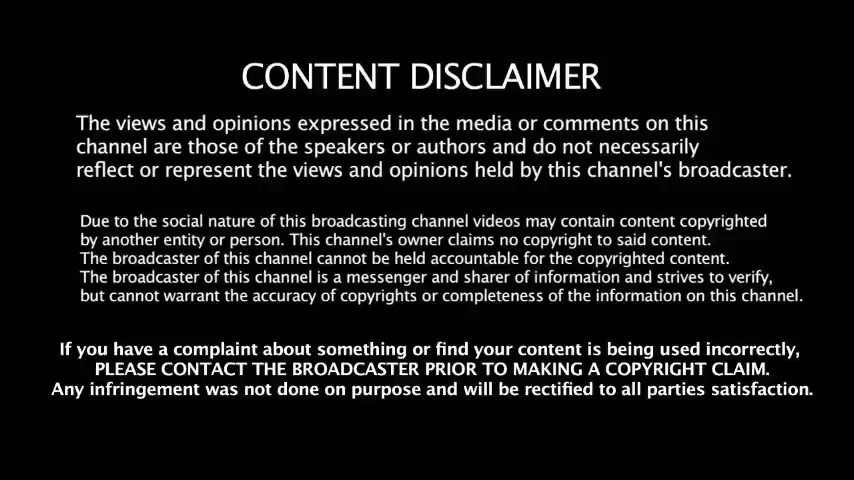 CONTENT DISCLAIMER
The views and opinions expressed in the media or comments on this
channel are those of the speakers or authors and do not necessarily
reflect or represent the views and opinions held by this channel's broadcaster.
Due to the social nature of this broadcasting channel videos may contain content copyrighted
by another entity or person. This channel's owner claims no copyright to said content.
The broadcaster of this channel cannot be held accountable for the copyrighted content.
The broadcaster of this channel is a messenger and sharer of information and strives to verify,
but cannot warrant the accuracy of copyrights or completeness of the information on this channel.
If you have a complaint about something or find your content is being used incorrectly,
PLEASE CONTACT THE BROADCASTER PRIOR TO MAKING A COPYRIGHT CLAIM.
Any infringement was not done on purpose and will be rectified to all parties satisfaction.